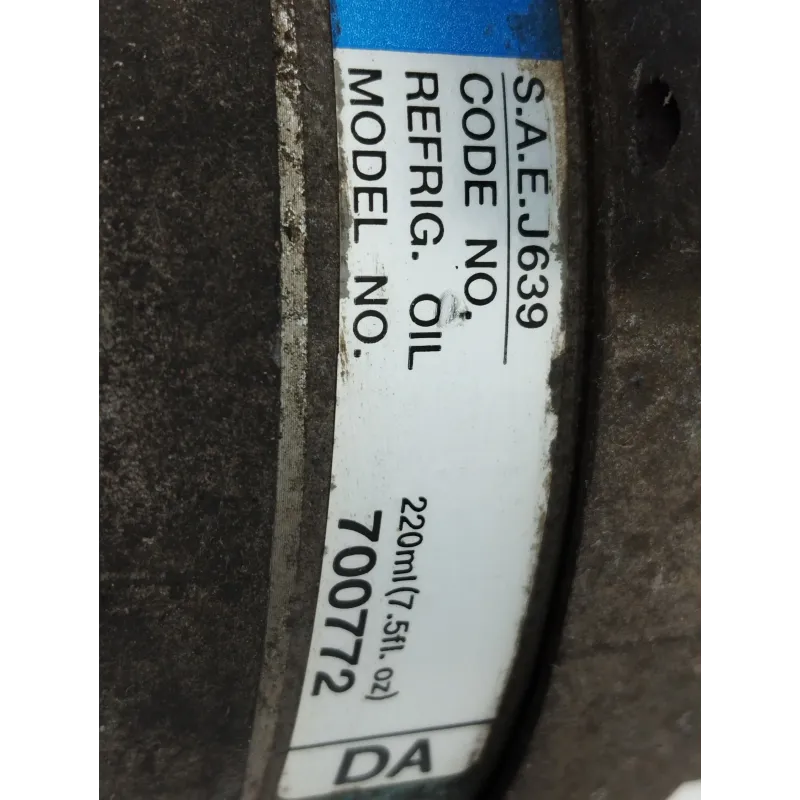 S.A.E.J639
CODE NO.
REFRIG. OIL 220ml(7.5fl. oz)
MODEL NO. 700772
DA